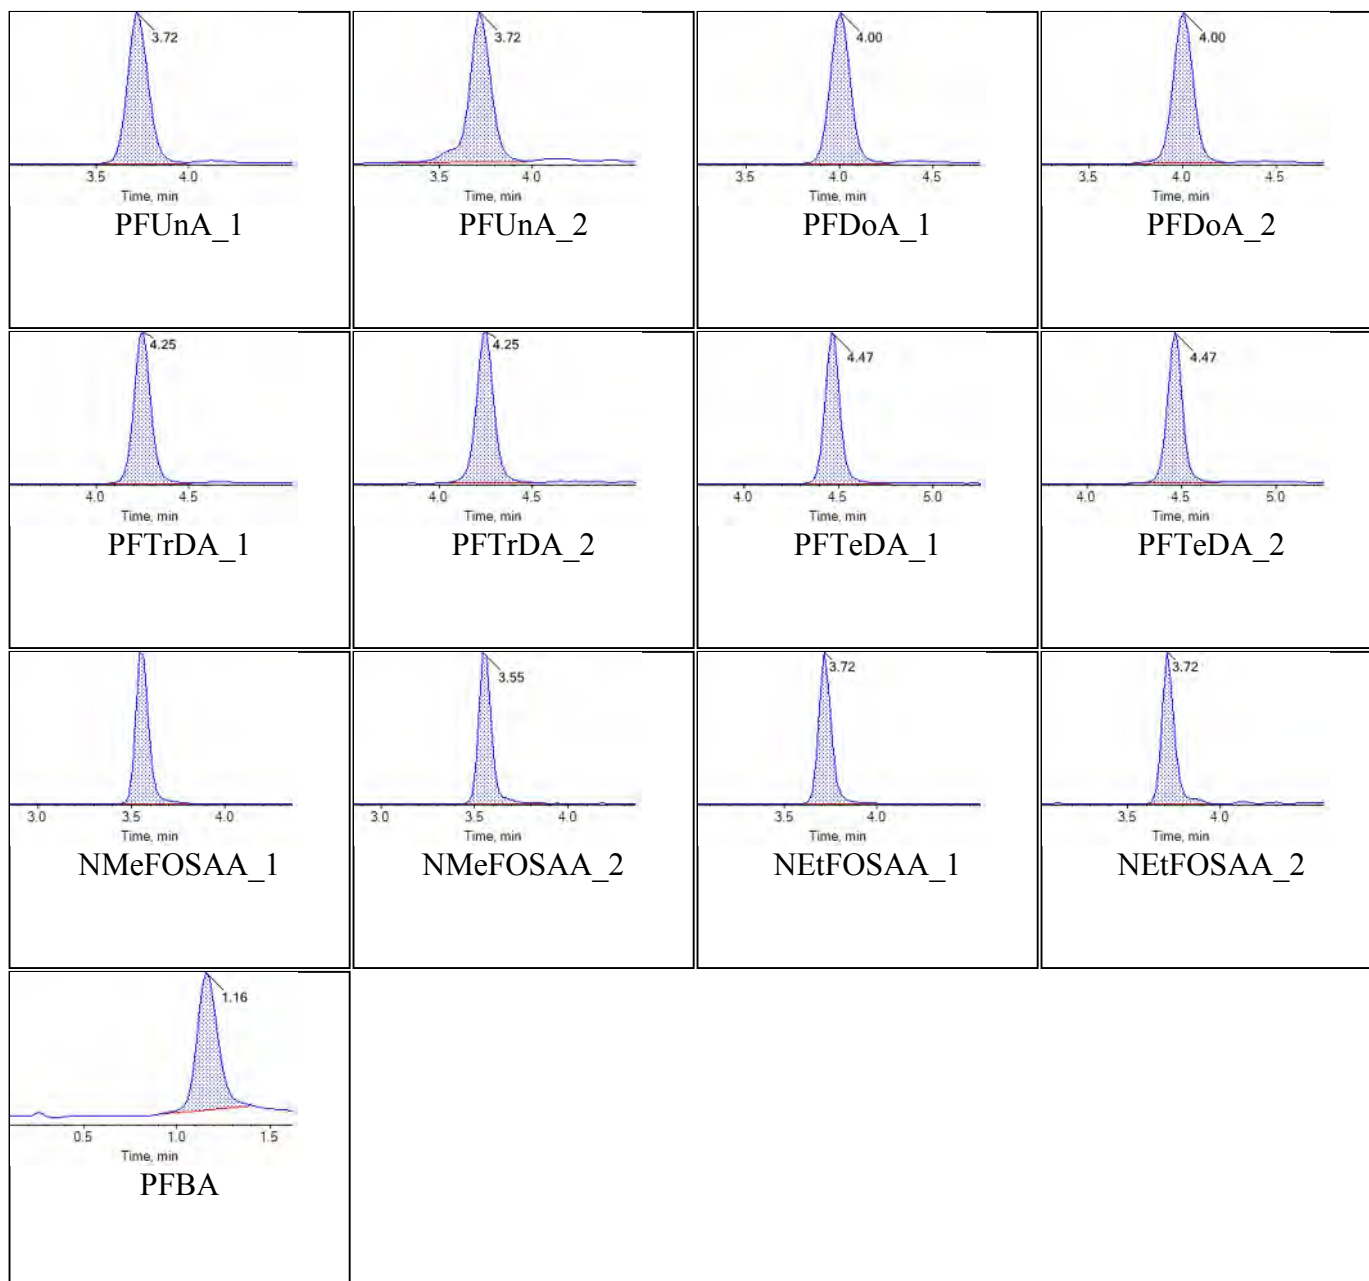 3.72
3.5 4.0
Time, min
PFUnA_1
3.72
3.5 4.0
Time, min
PFUnA_2
4.00
3.5 4.0 4.5
Time, min
PFDoA_1
4.00
3.5 4.0 4.5
Time, min
PFDoA_2
4.25
4.0 4.5
Time, min
PFTrDA_1
4.25
4.0 4.5
Time, min
PFTrDA_2
4.47
4.0 4.5 5.0
Time, min
PFTeDA_1
4.47
4.0 4.5 5.0
Time, min
PFTeDA_2
3.0 3.5 4.0
Time, min
NMeFOSAA_1
3.55
3.0 3.5 4.0
Time, min
NMeFOSAA_2
3.72
3.5 4.0
Time, min
NEtFOSAA_1
3.72
3.5 4.0
Time, min
NEtFOSAA_2
1.16
0.5 1.0 1.5
Time, min
PFBA